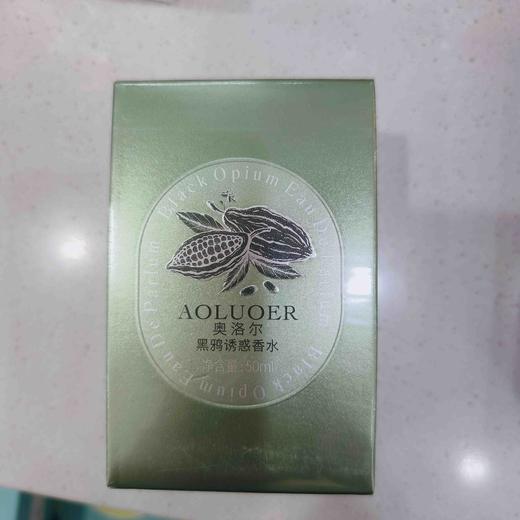 Black Opium Eau De Parfum
Black Opium Eau De Parfum
AOLUOER
奥洛尔
黑鸦诱惑香水
净含量:50ml